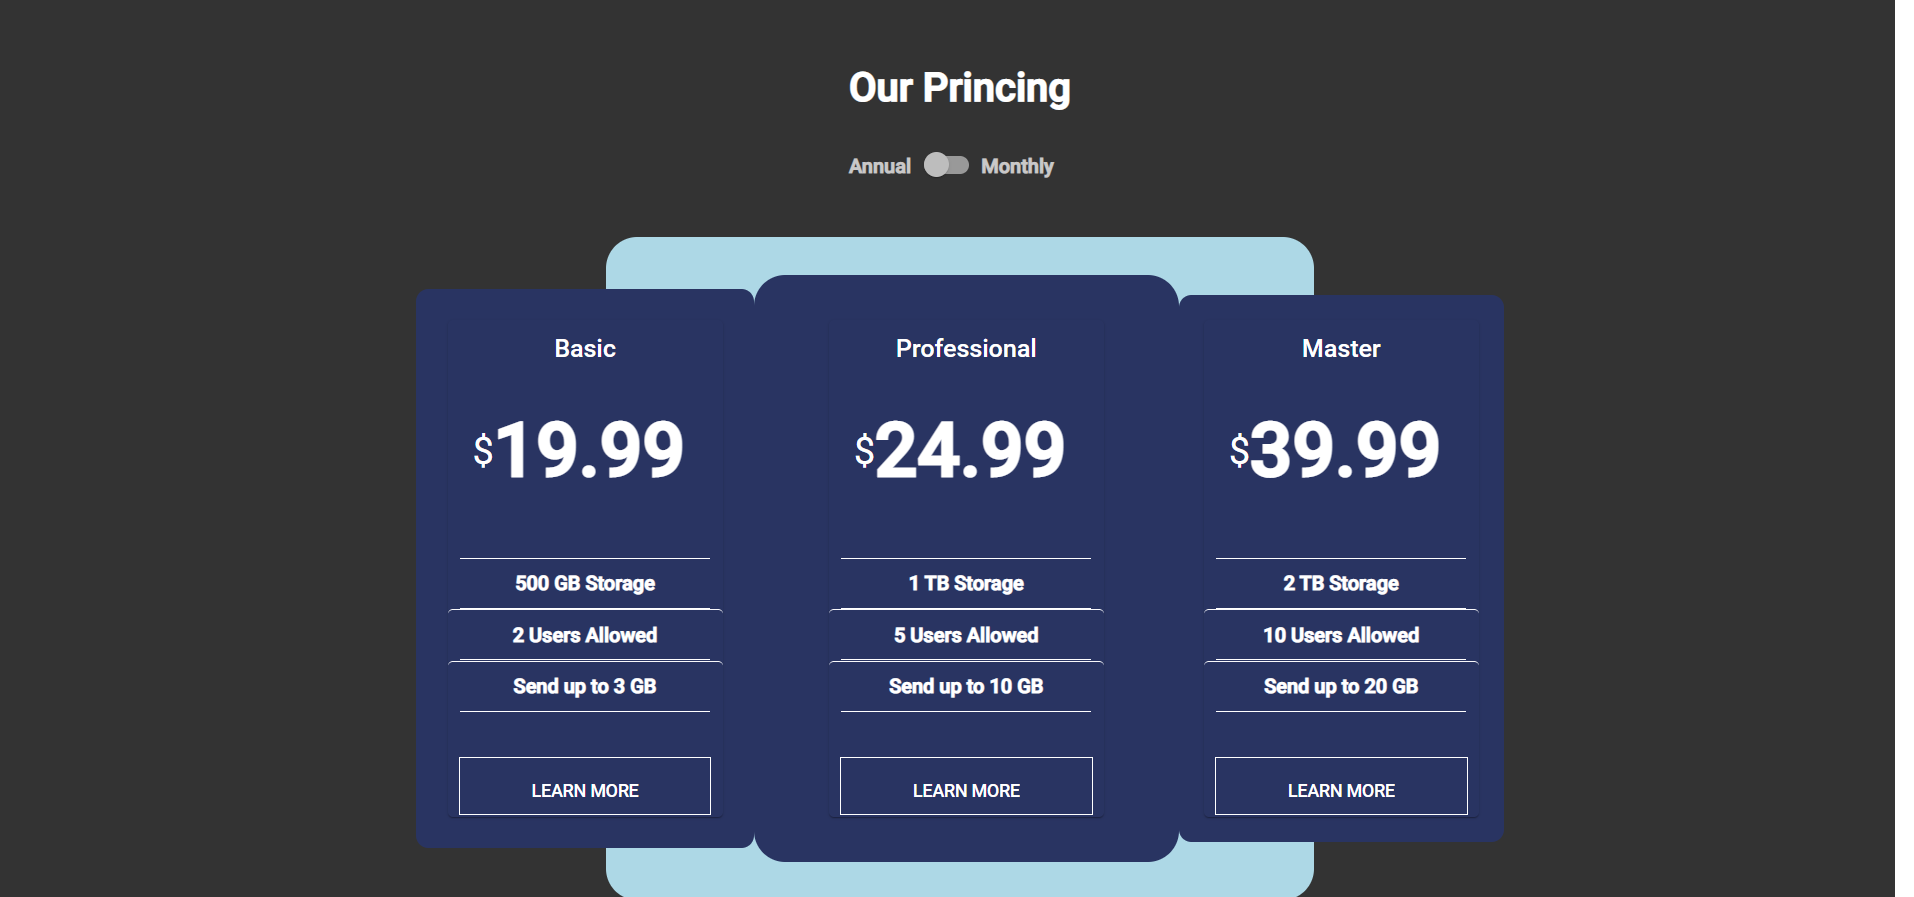 Our Princing
Annual Monthly
Basic
$19.99
500 GB Storage
2 Users Allowed
Send up to 3 GB
LEARN MORE
Professional
$24.99
1 TB Storage
5 Users Allowed
Send up to 10 GB
LEARN MORE
Master
$39.99
2 TB Storage
10 Users Allowed
Send up to 20 GB
LEARN MORE